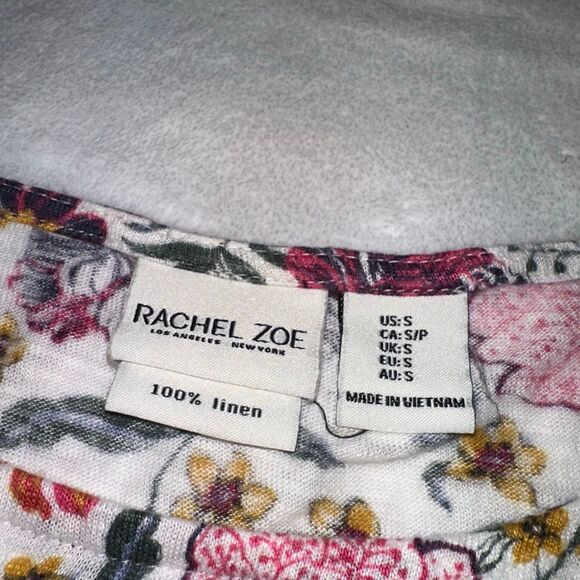 RACHEL ZOE
LOS ANGELES NEW YORK
100% linen
US: S
CA: S/P
UK: S
EU: S
AU: S
MADE IN VIETNAM